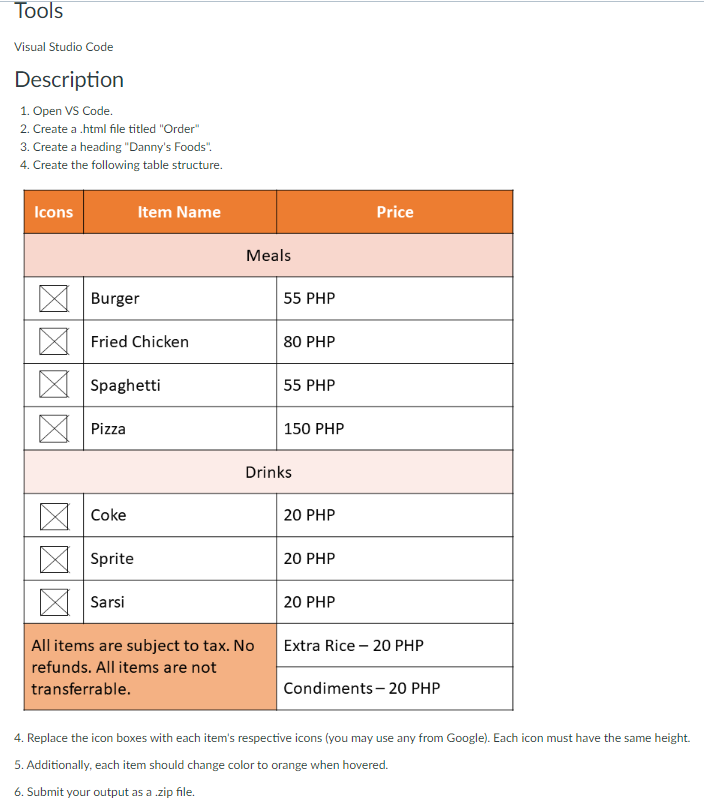 Tools
Visual Studio Code
Description
1. Open VS Code.
2. Create a .html file titled "Order"
3. Create a heading "Danny's Foods".
4. Create the following table structure.
Icons Item Name Price
Meals
Burger 55 PHP
Fried Chicken 80 PHP
Spaghetti 55 PHP
Pizza 150 PHP
Drinks
Coke 20 PHP
Sprite 20 PHP
Sarsi 20 PHP
All items are subject to tax. No
refunds. All items are not
transferrable.
Extra Rice – 20 PHP
Condiments – 20 PHP
4. Replace the icon boxes with each item's respective icons (you may use any from Google). Each icon must have the same height.
5. Additionally, each item should change color to orange when hovered.
6. Submit your output as a .zip file.